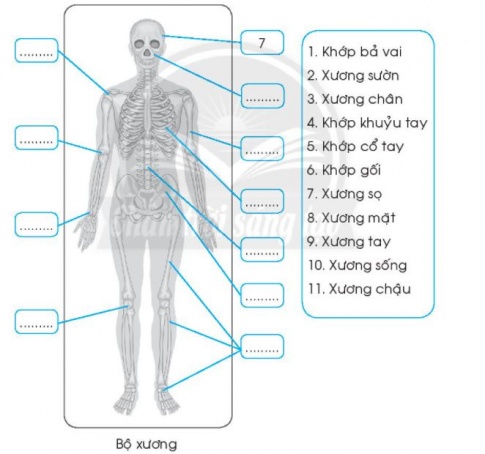 7
.........
.........
.........
.........
.........
.........
.........
.........
.........
.........
1. Khớp bả vai
2. Xương sườn
3. Xương chân
4. Khớp khuỷu tay
5. Khớp cổ tay
6. Khớp gối
7. Xương sọ
8. Xương mặt
9. Xương tay
10. Xương sống
11. Xương chậu
Bộ xương